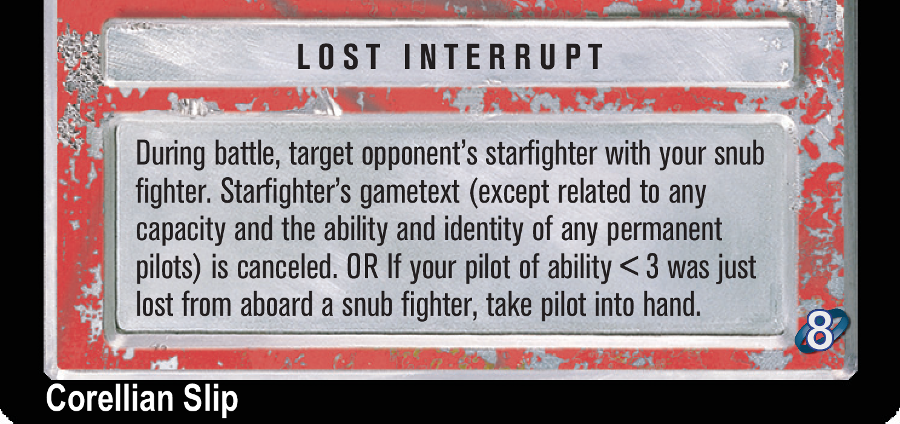 LOST INTERRUPT
During battle, target opponent's starfighter with your snub
fighter. Starfighter's gametext (except related to any
capacity and the ability and identity of any permanent
pilots) is canceled. OR If your pilot of ability < 3 was just
lost from aboard a snub fighter, take pilot into hand.
8
Corellian Slip